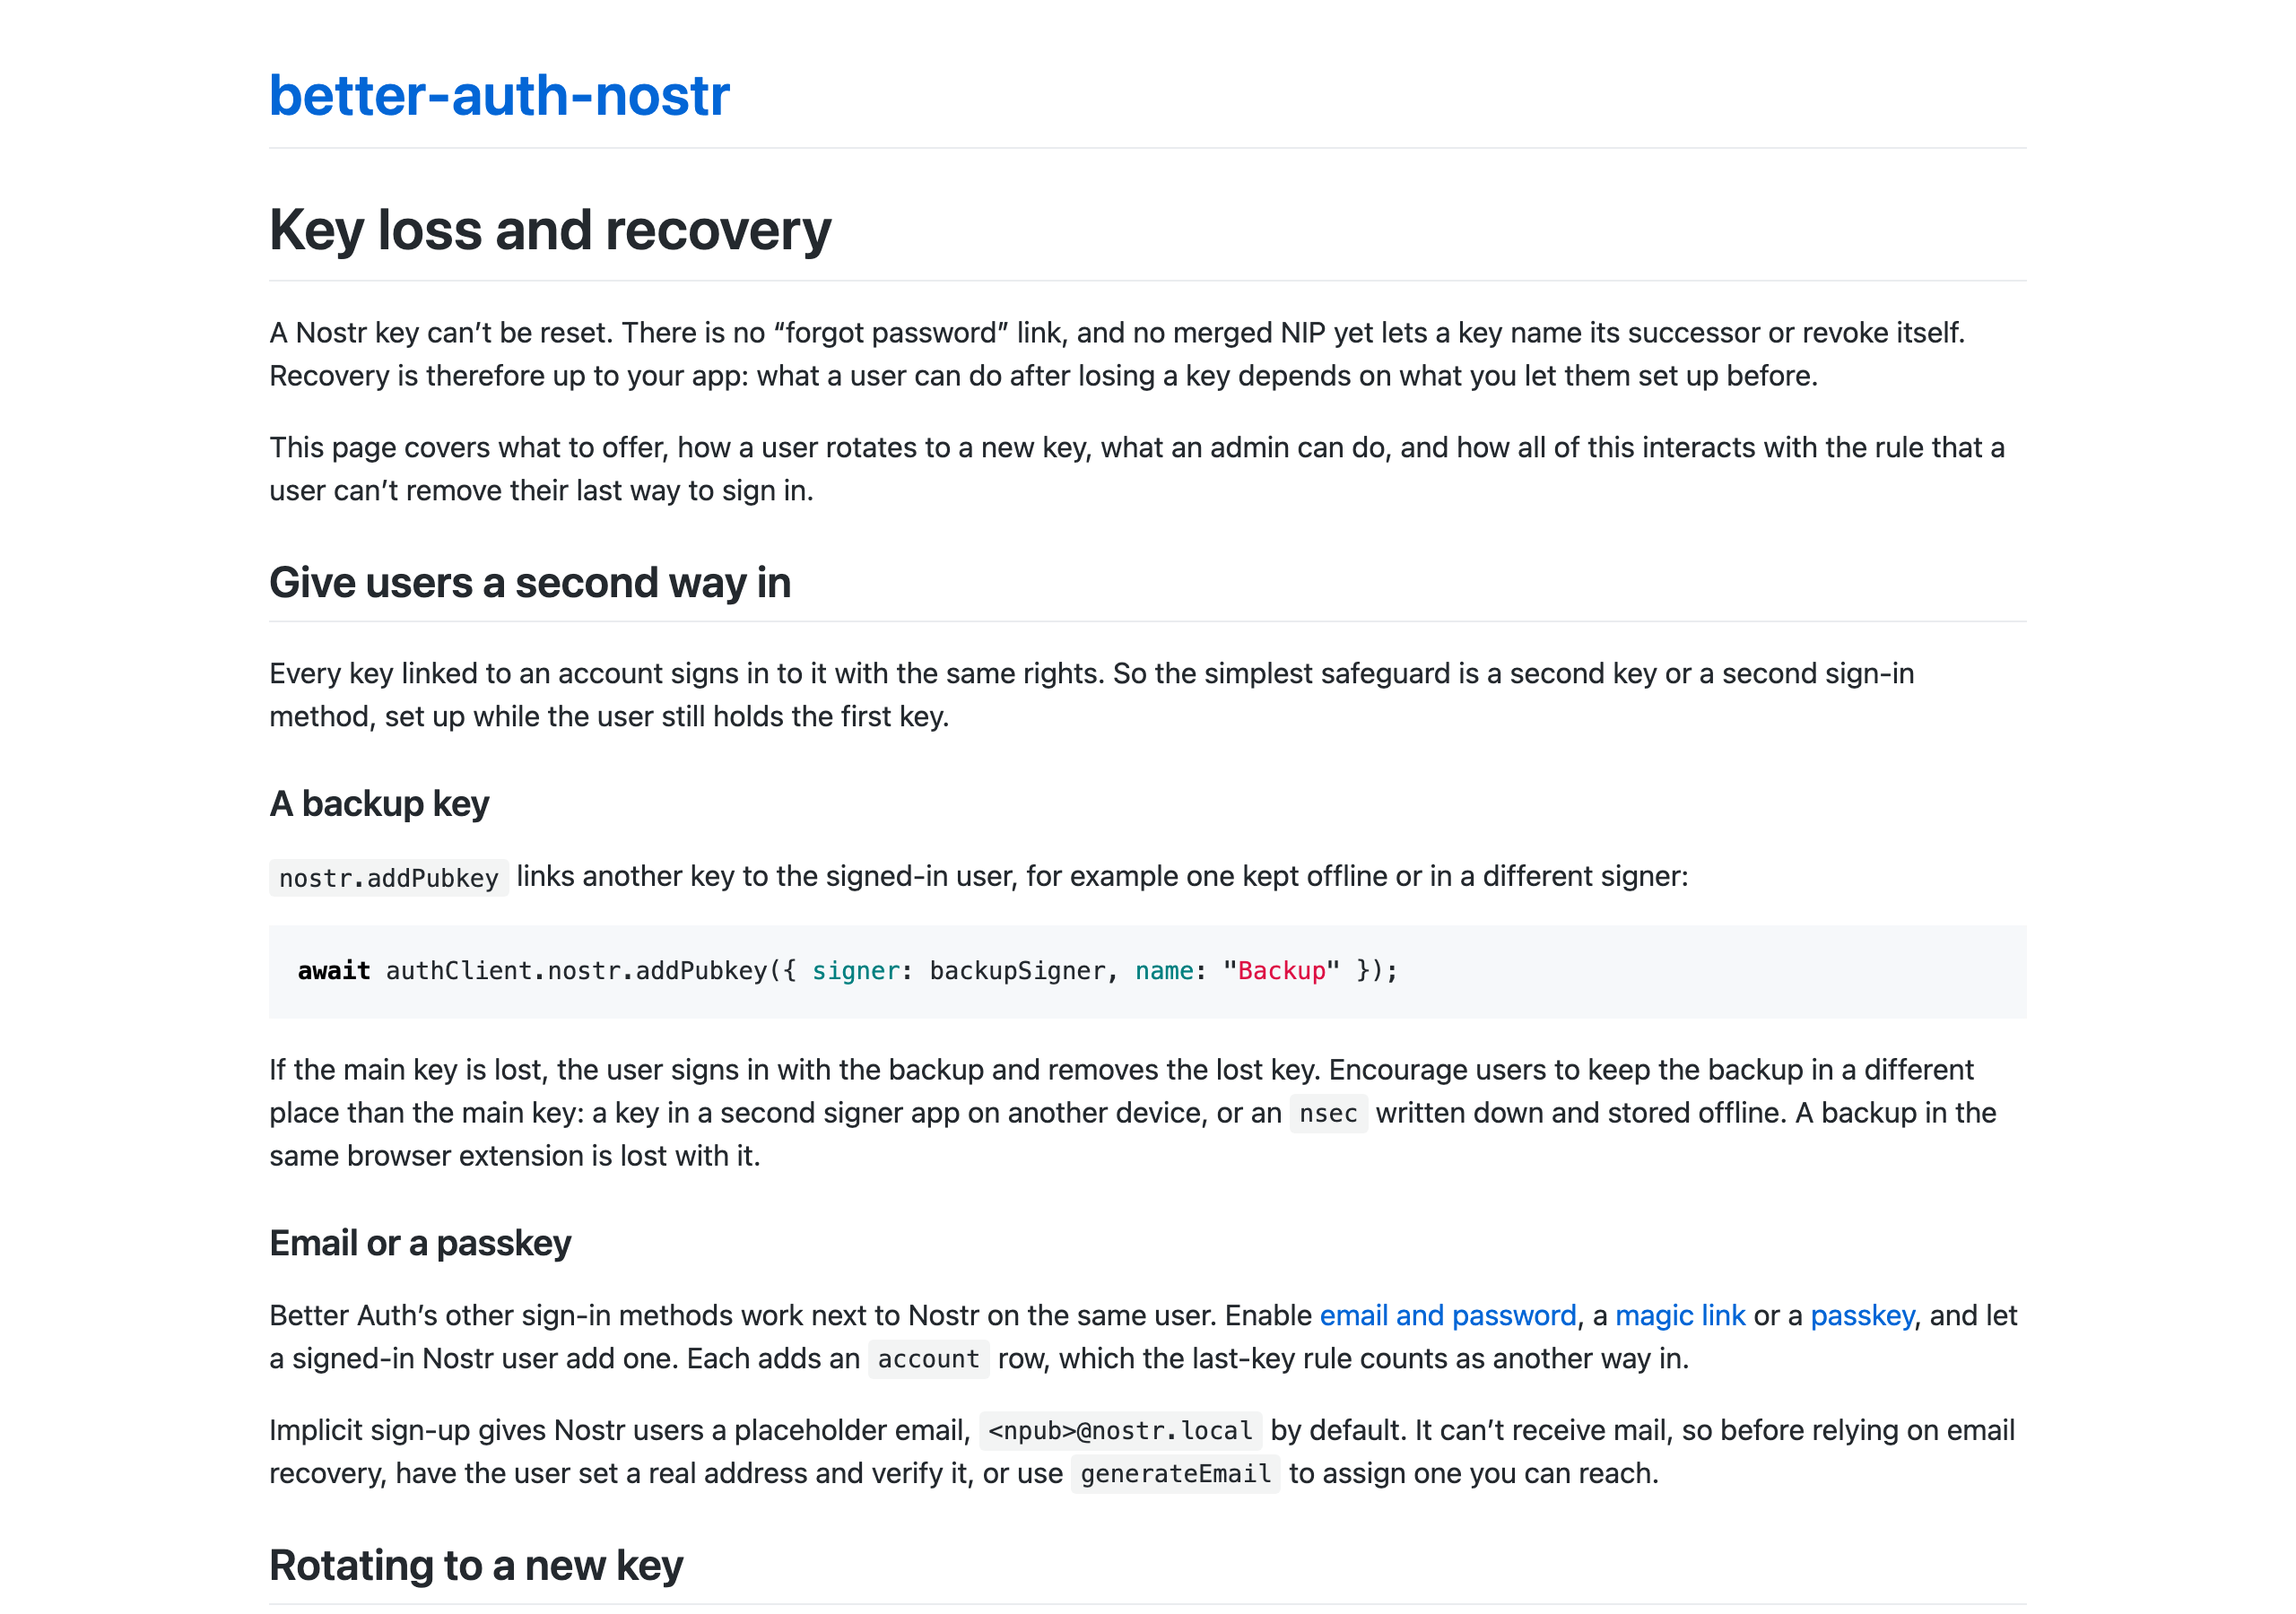 better-auth-nostr
Key loss and recovery
A Nostr key can’t be reset. There is no “forgot password” link, and no merged NIP yet lets a key name its successor or revoke itself.
Recovery is therefore up to your app: what a user can do after losing a key depends on what you let them set up before.
This page covers what to offer, how a user rotates to a new key, what an admin can do, and how all of this interacts with the rule that a
user can’t remove their last way to sign in.
Give users a second way in
Every key linked to an account signs in to it with the same rights. So the simplest safeguard is a second key or a second sign-in
method, set up while the user still holds the first key.
A backup key
nostr.addPubkey links another key to the signed-in user, for example one kept offline or in a different signer:
await authClient.nostr.addPubkey({ signer: backupSigner, name: "Backup" });
If the main key is lost, the user signs in with the backup and removes the lost key. Encourage users to keep the backup in a different
place than the main key: a key in a second signer app on another device, or an nsec written down and stored offline. A backup in the
same browser extension is lost with it.
Email or a passkey
Better Auth’s other sign-in methods work next to Nostr on the same user. Enable email and password, a magic link or a passkey, and let
a signed-in Nostr user add one. Each adds an account row, which the last-key rule counts as another way in.
Implicit sign-up gives Nostr users a placeholder email, <npub>@nostr.local by default. It can’t receive mail, so before relying on email
recovery, have the user set a real address and verify it, or use generateEmail to assign one you can reach.
Rotating to a new key